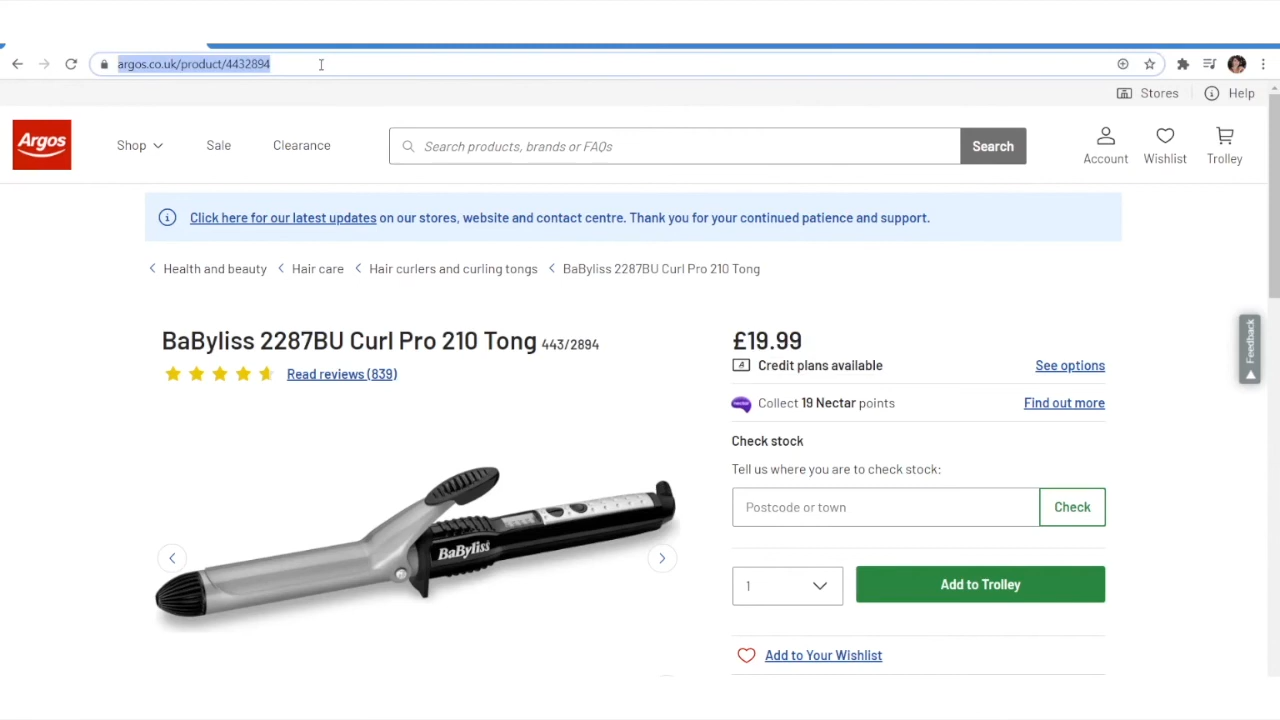 argos.co.uk/product/4432894
Stores
Help
Argos
Shop
Sale
Clearance
Search products, brands or FAQs
Search
Account
Wishlist
Trolley
Click here for our latest updates on our stores, website and contact centre. Thank you for your continued patience and support.
Health and beauty
Hair care
Hair curlers and curling tongs
BaByliss 2287BU Curl Pro 210 Tong
BaByliss 2287BU Curl Pro 210 Tong 443/2894
Read reviews (839)
BaByliss
£19.99
Credit plans available
See options
nectar
Collect 19 Nectar points
Find out more
Check stock
Tell us where you are to check stock:
Postcode or town
Check
1
Add to Trolley
Add to Your Wishlist
Feedback